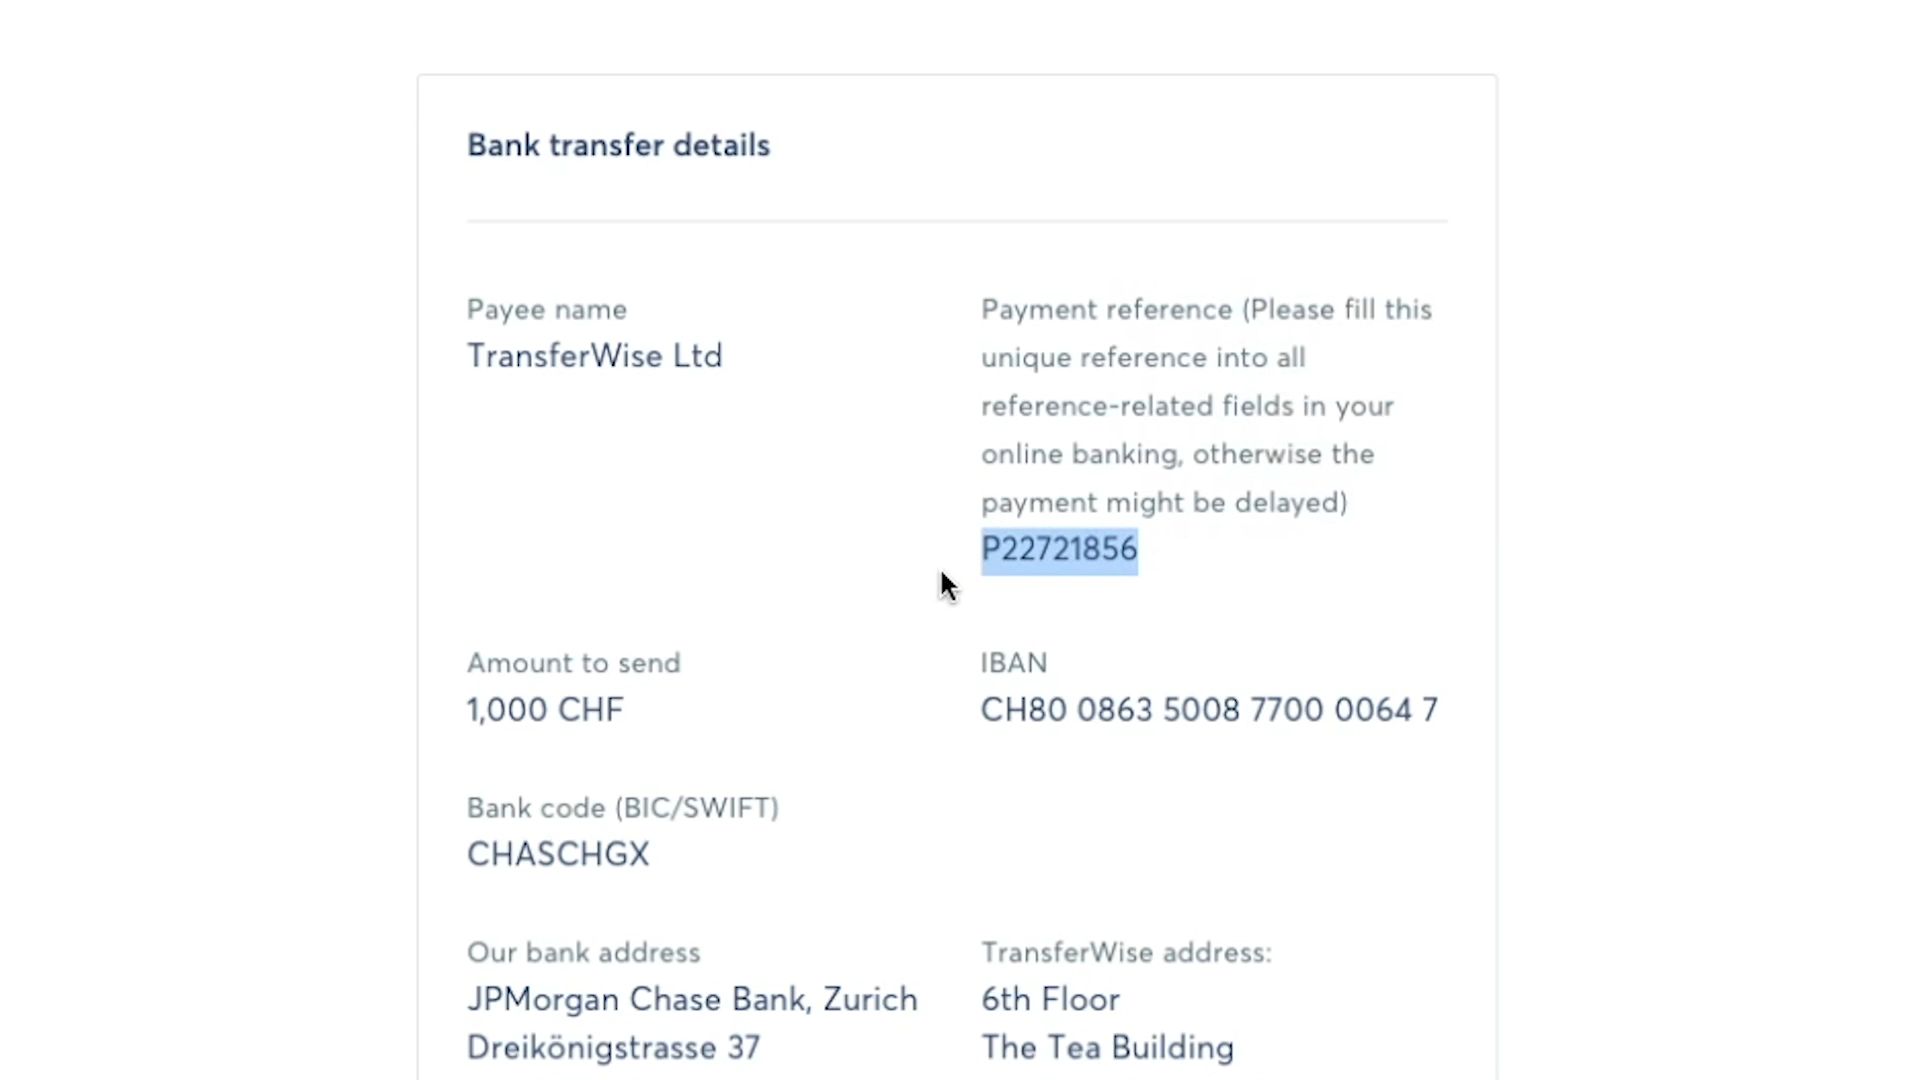 Bank transfer details
Payee name
TransferWise Ltd
Payment reference (Please fill this
unique reference into all
reference-related fields in your
online banking, otherwise the
payment might be delayed)
P22721856
Amount to send
1,000 CHF
IBAN
CH80 0863 5008 7700 0064 7
Bank code (BIC/SWIFT)
CHASCHGX
Our bank address
JPMorgan Chase Bank, Zurich
Dreikönigstrasse 37
TransferWise address:
6th Floor
The Tea Building